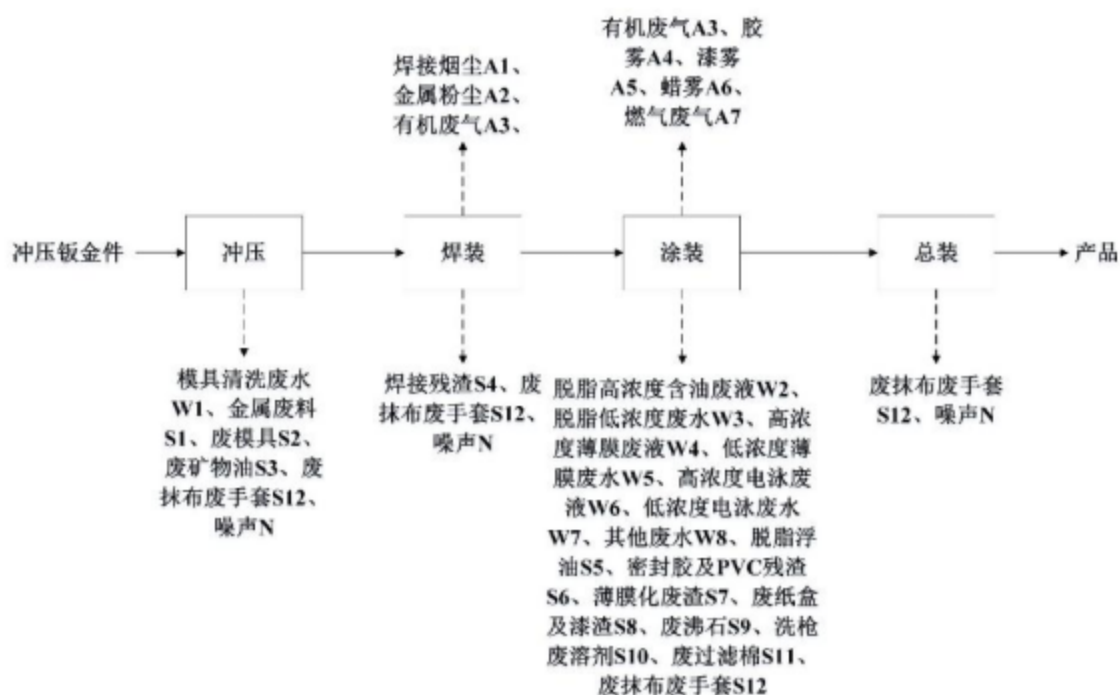 焊接烟尘A1、
金属粉尘A2、
有机废气A3、
有机废气A3、胶
雾A4、漆雾
A5、蜡雾A6、
燃气废气A7
冲压钣金件
冲压
焊装
涂装
总装
产品
模具清洗废水
W1、金属废料
S1、废模具S2、
废矿物油S3、废
抹布废手套S12、
噪声N
焊接残渣S4、废
抹布废手套S12、
噪声N
脱脂高浓度含油废液W2、
脱脂低浓度废水W3、高浓
度薄膜废液W4、低浓度薄
膜废水W5、高浓度电泳废
液W6、低浓度电泳废水
W7、其他废水W8、脱脂浮
油S5、密封胶及PVC残渣
S6、薄膜化废渣S7、废纸盒
及漆渣S8、废沸石S9、洗枪
废溶剂S10、废过滤棉S11、
废抹布废手套S12
废抹布废手套
S12、噪声N